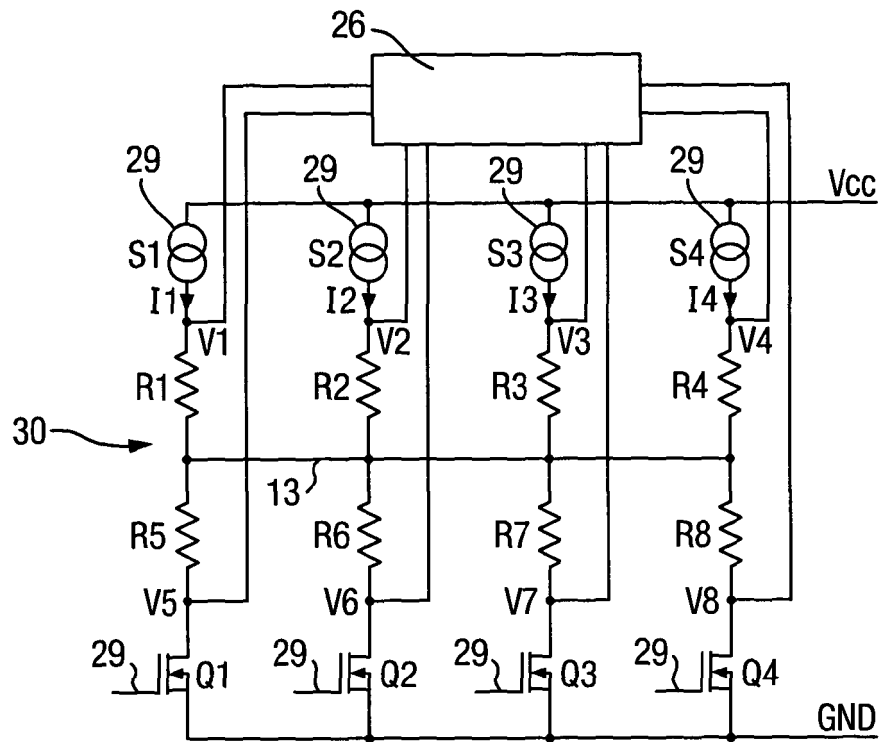 26
29 29 29 29 Vcc
S1 S2 S3 S4
I1 I2 I3 I4
V1 V2 V3 V4
R1 R2 R3 R4
30
13
R5 R6 R7 R8
V5 V6 V7 V8
29 Q1 29 Q2 29 Q3 29 Q4
GND